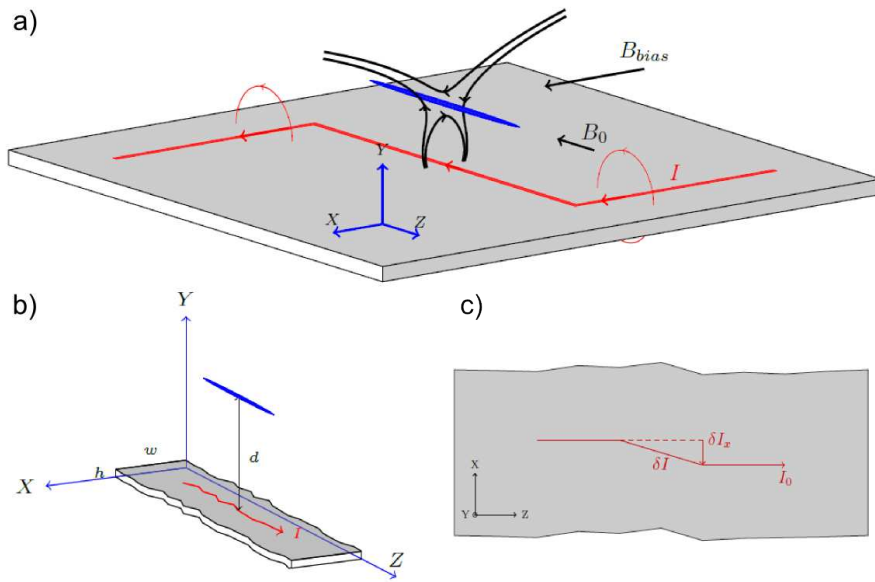 a)
B_bias
B_0
I
Y
X
Z
b)
Y
w
h
d
X
I
Z
c)
δI_x
δI
I_0
X
Y
Z